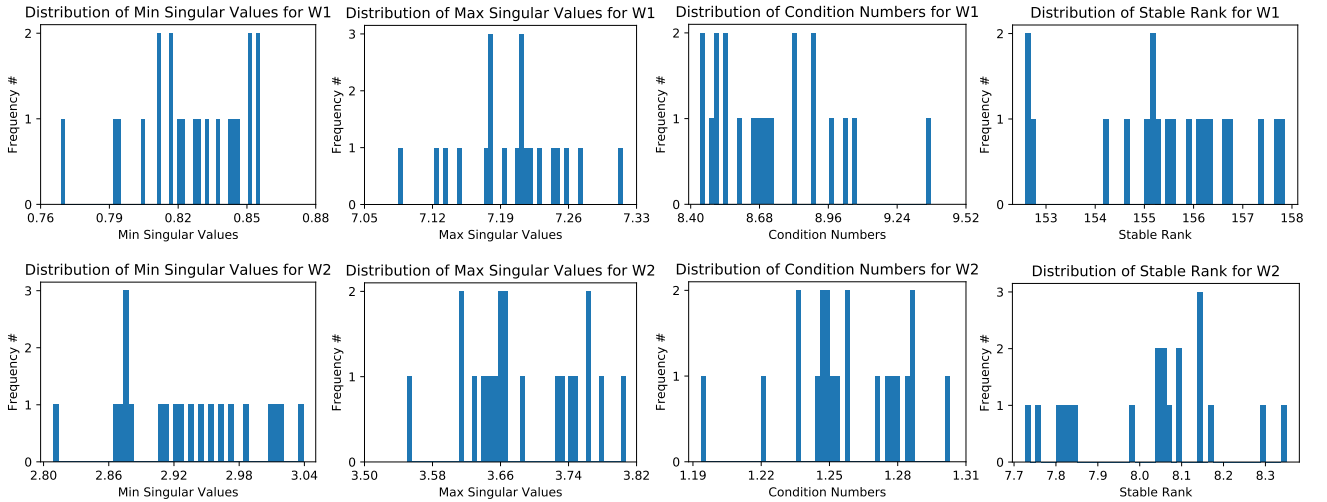 Distribution of Min Singular Values for W1
Frequency #
2
1
0
0.76 0.79 0.82 0.85 0.88
Min Singular Values
Distribution of Max Singular Values for W1
Frequency #
3
2
1
0
7.05 7.12 7.19 7.26 7.33
Max Singular Values
Distribution of Condition Numbers for W1
Frequency #
2
1
0
8.40 8.68 8.96 9.24 9.52
Condition Numbers
Distribution of Stable Rank for W1
Frequency #
2
1
0
153 154 155 156 157 158
Stable Rank
Distribution of Min Singular Values for W2
Frequency #
3
2
1
0
2.80 2.86 2.92 2.98 3.04
Min Singular Values
Distribution of Max Singular Values for W2
Frequency #
2
1
0
3.50 3.58 3.66 3.74 3.82
Max Singular Values
Distribution of Condition Numbers for W2
Frequency #
2
1
0
1.19 1.22 1.25 1.28 1.31
Condition Numbers
Distribution of Stable Rank for W2
Frequency #
3
2
1
0
7.7 7.8 7.9 8.0 8.1 8.2 8.3
Stable Rank